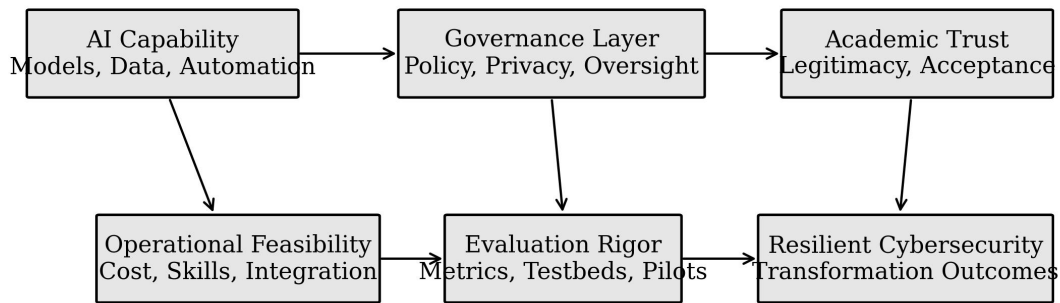 AI Capability
Models, Data, Automation
Governance Layer
Policy, Privacy, Oversight
Academic Trust
Legitimacy, Acceptance
Operational Feasibility
Cost, Skills, Integration
Evaluation Rigor
Metrics, Testbeds, Pilots
Resilient Cybersecurity
Transformation Outcomes